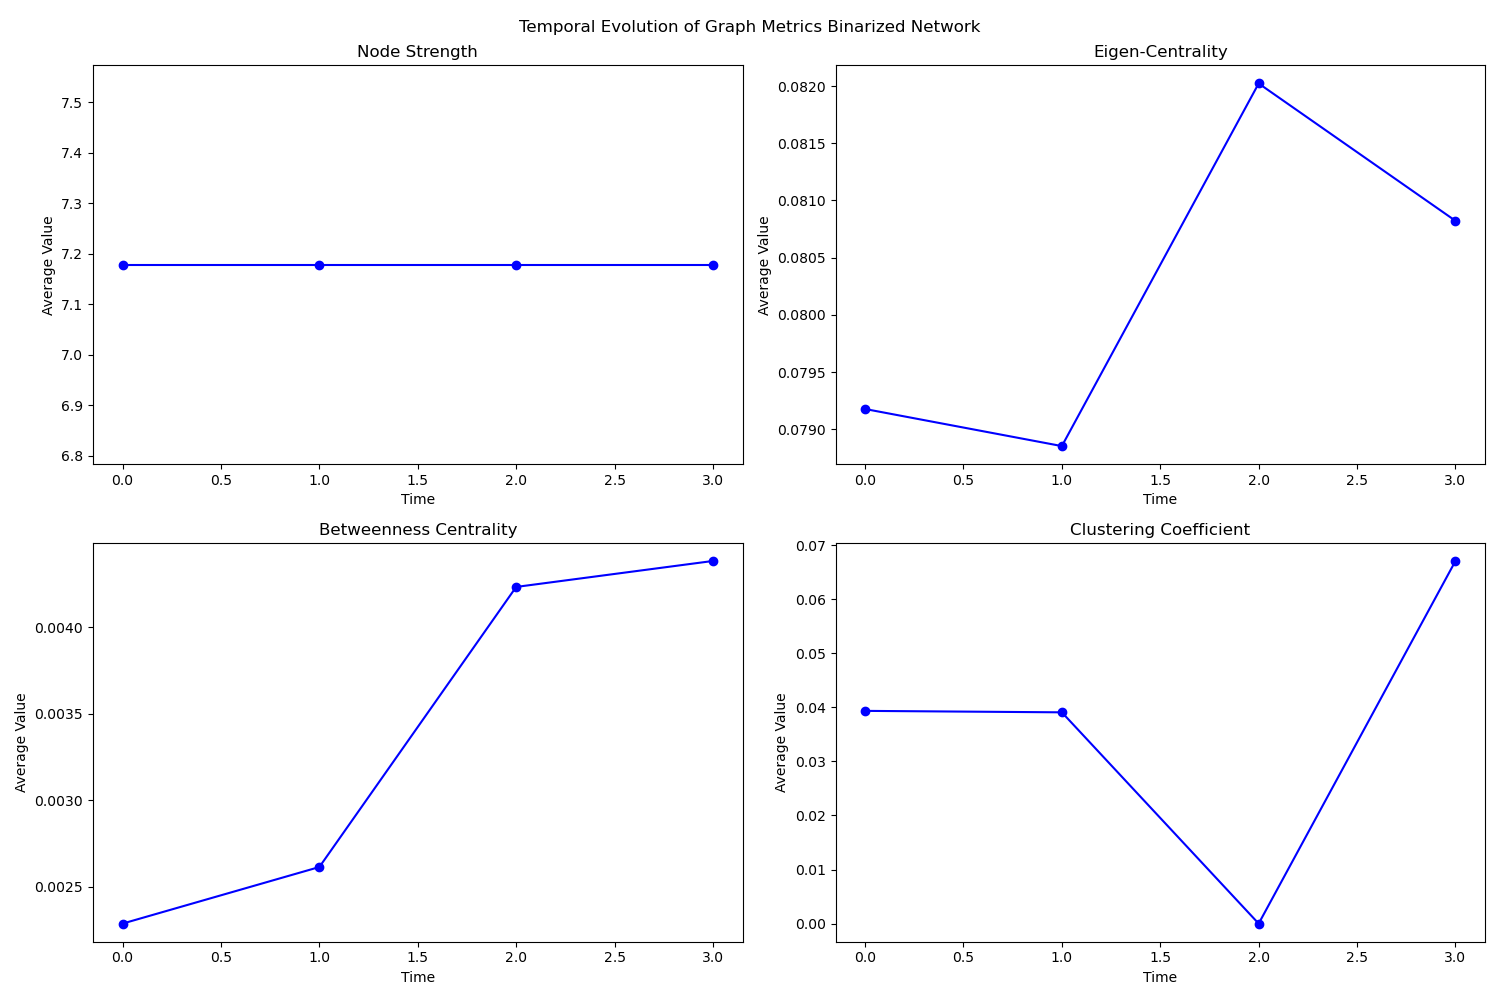 Temporal Evolution of Graph Metrics Binarized Network
Node Strength
7.5
7.4
7.3
7.2
7.1
7.0
6.9
6.8
Average Value
0.0 0.5 1.0 1.5 2.0 2.5 3.0
Time
Eigen-Centrality
0.0820
0.0815
0.0810
0.0805
0.0800
0.0795
0.0790
Average Value
0.0 0.5 1.0 1.5 2.0 2.5 3.0
Time
Betweenness Centrality
0.0040
0.0035
0.0030
0.0025
Average Value
0.0 0.5 1.0 1.5 2.0 2.5 3.0
Time
Clustering Coefficient
0.07
0.06
0.05
0.04
0.03
0.02
0.01
0.00
Average Value
0.0 0.5 1.0 1.5 2.0 2.5 3.0
Time